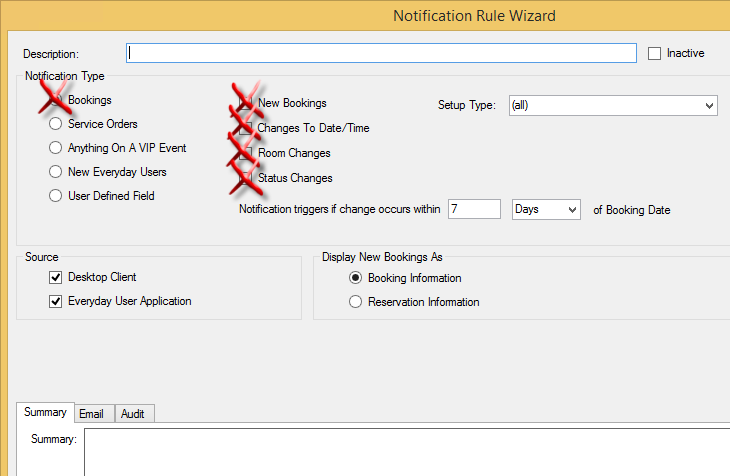 Notification Rule Wizard
Description:
Inactive
Notification Type
Bookings
Service Orders
Anything On A VIP Event
New Everyday Users
User Defined Field
New Bookings
Changes To Date/Time
Room Changes
Status Changes
Setup Type: (all)
Notification triggers if change occurs within 7 Days of Booking Date
Source
Desktop Client
Everyday User Application
Display New Bookings As
Booking Information
Reservation Information
Summary Email Audit
Summary: